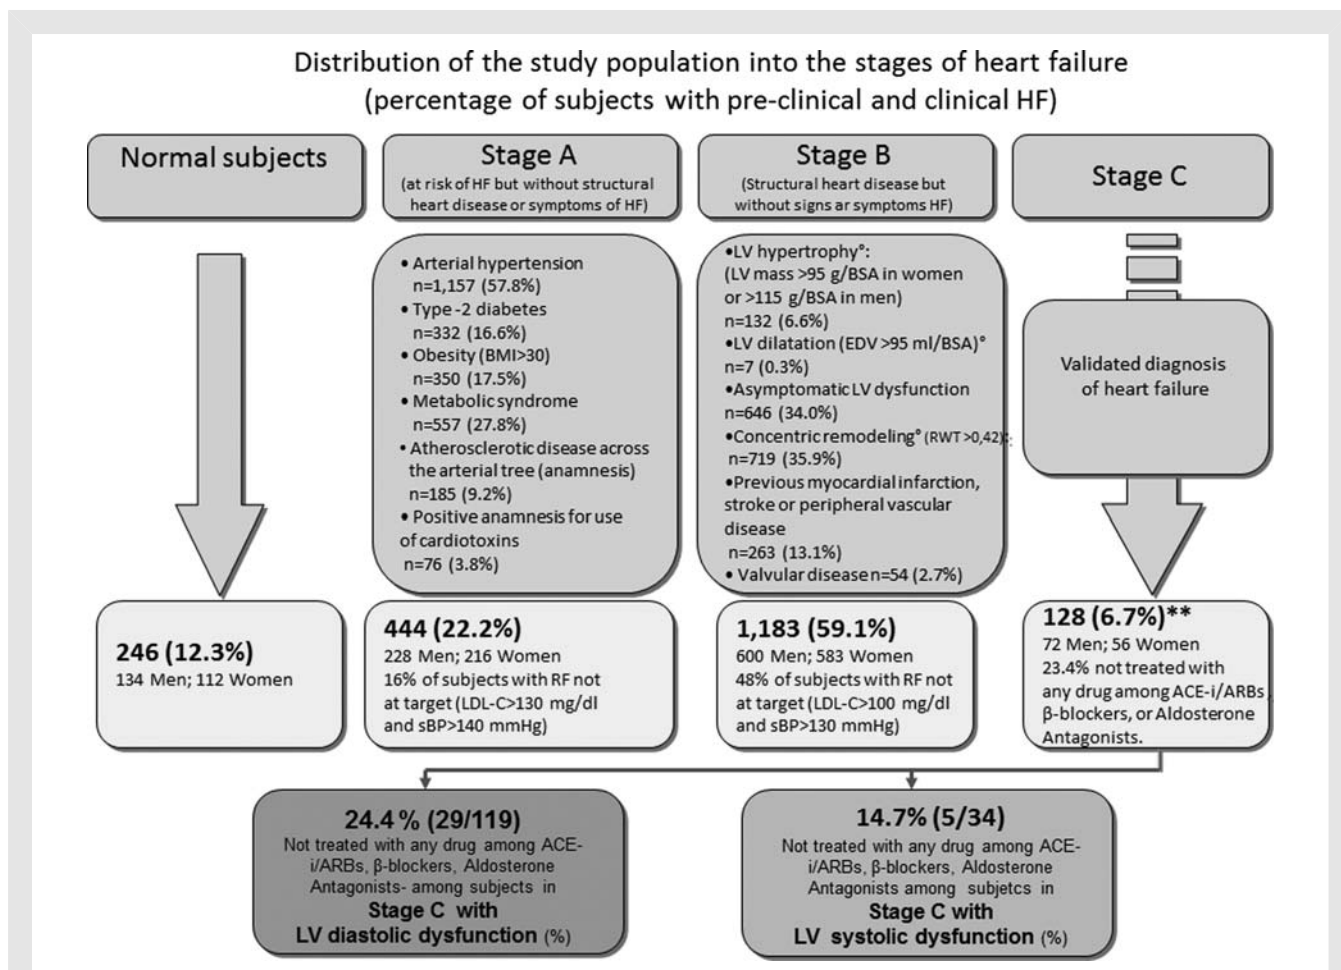 Distribution of the study population into the stages of heart failure
(percentage of subjects with pre-clinical and clinical HF)
Normal subjects
Stage A
(at risk of HF but without structural
heart disease or symptoms of HF)
Stage B
(Structural heart disease but
without signs ar symptoms HF)
Stage C
• Arterial hypertension
n=1,157 (57.8%)
• Type -2 diabetes
n=332 (16.6%)
• Obesity (BMI>30)
n=350 (17.5%)
• Metabolic syndrome
n=557 (27.8%)
• Atherosclerotic disease across
the arterial tree (anamnesis)
n=185 (9.2%)
• Positive anamnesis for use
of cardiotoxins
n=76 (3.8%)
•LV hypertrophy°:
(LV mass >95 g/BSA in women
or >115 g/BSA in men)
n=132 (6.6%)
•LV dilatation (EDV >95 ml/BSA)°
n=7 (0.3%)
•Asymptomatic LV dysfunction
n=646 (34.0%)
•Concentric remodeling° (RWT >0,42):
n=719 (35.9%)
•Previous myocardial infarction,
stroke or peripheral vascular
disease
n=263 (13.1%)
• Valvular disease n=54 (2.7%)
Validated diagnosis
of heart failure
246 (12.3%)
134 Men; 112 Women
444 (22.2%)
228 Men; 216 Women
16% of subjects with RF not
at target (LDL-C>130 mg/dl
and sBP>140 mmHg)
1,183 (59.1%)
600 Men; 583 Women
48% of subjects with RF not
at target (LDL-C>100 mg/dl
and sBP>130 mmHg)
128 (6.7%)**
72 Men; 56 Women
23.4% not treated with
any drug among ACE-i/ARBs,
β-blockers, or Aldosterone
Antagonists.
24.4 % (29/119)
Not treated with any drug among ACE-
i/ARBs, β-blockers, Aldosterone
Antagonists- among subjects in
Stage C with
LV diastolic dysfunction (%)
14.7% (5/34)
Not treated with any drug among ACE-
i/ARBs, β-blockers, Aldosterone
Antagonists among subjetcs in
Stage C with
LV systolic dysfunction (%)